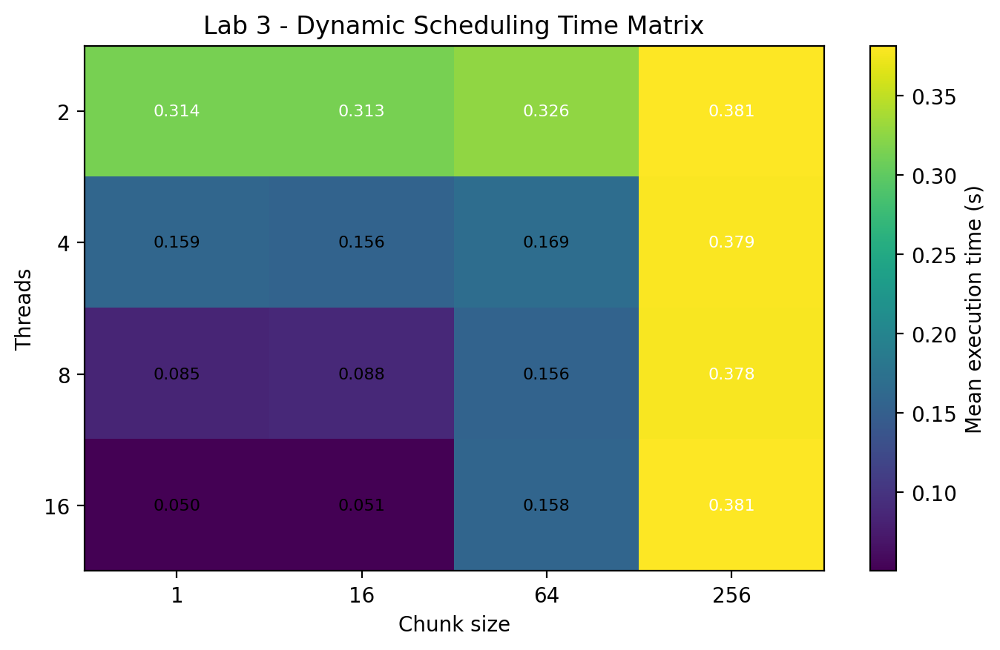 Lab 3 - Dynamic Scheduling Time Matrix
2 0.314 0.313 0.326 0.381
4 0.159 0.156 0.169 0.379
8 0.085 0.088 0.156 0.378
16 0.050 0.051 0.158 0.381
1 16 64 256
Chunk size
Threads
0.35
0.30
0.25
0.20
0.15
0.10
Mean execution time (s)